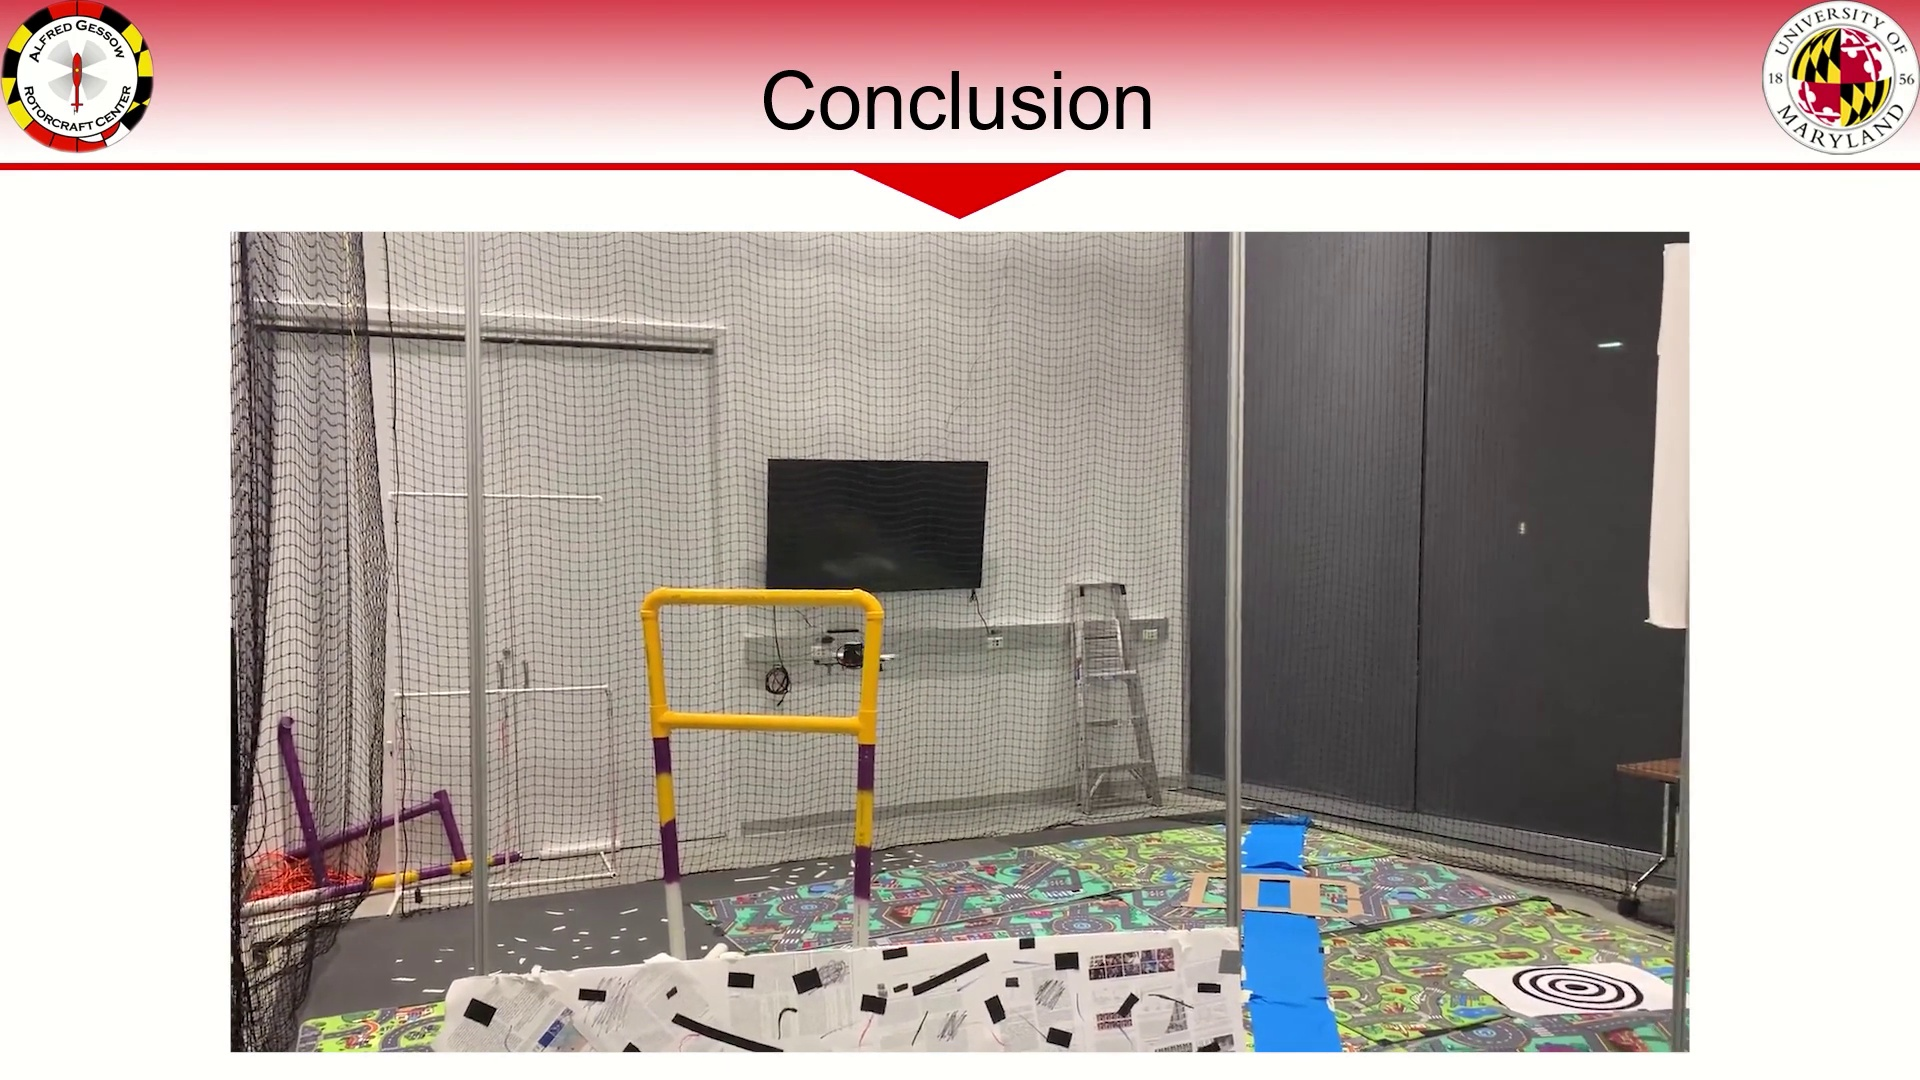 ALFRED GESSOW
ROTORCRAFT CENTER
Conclusion
UNIVERSITY OF
18 56
MARYLAND